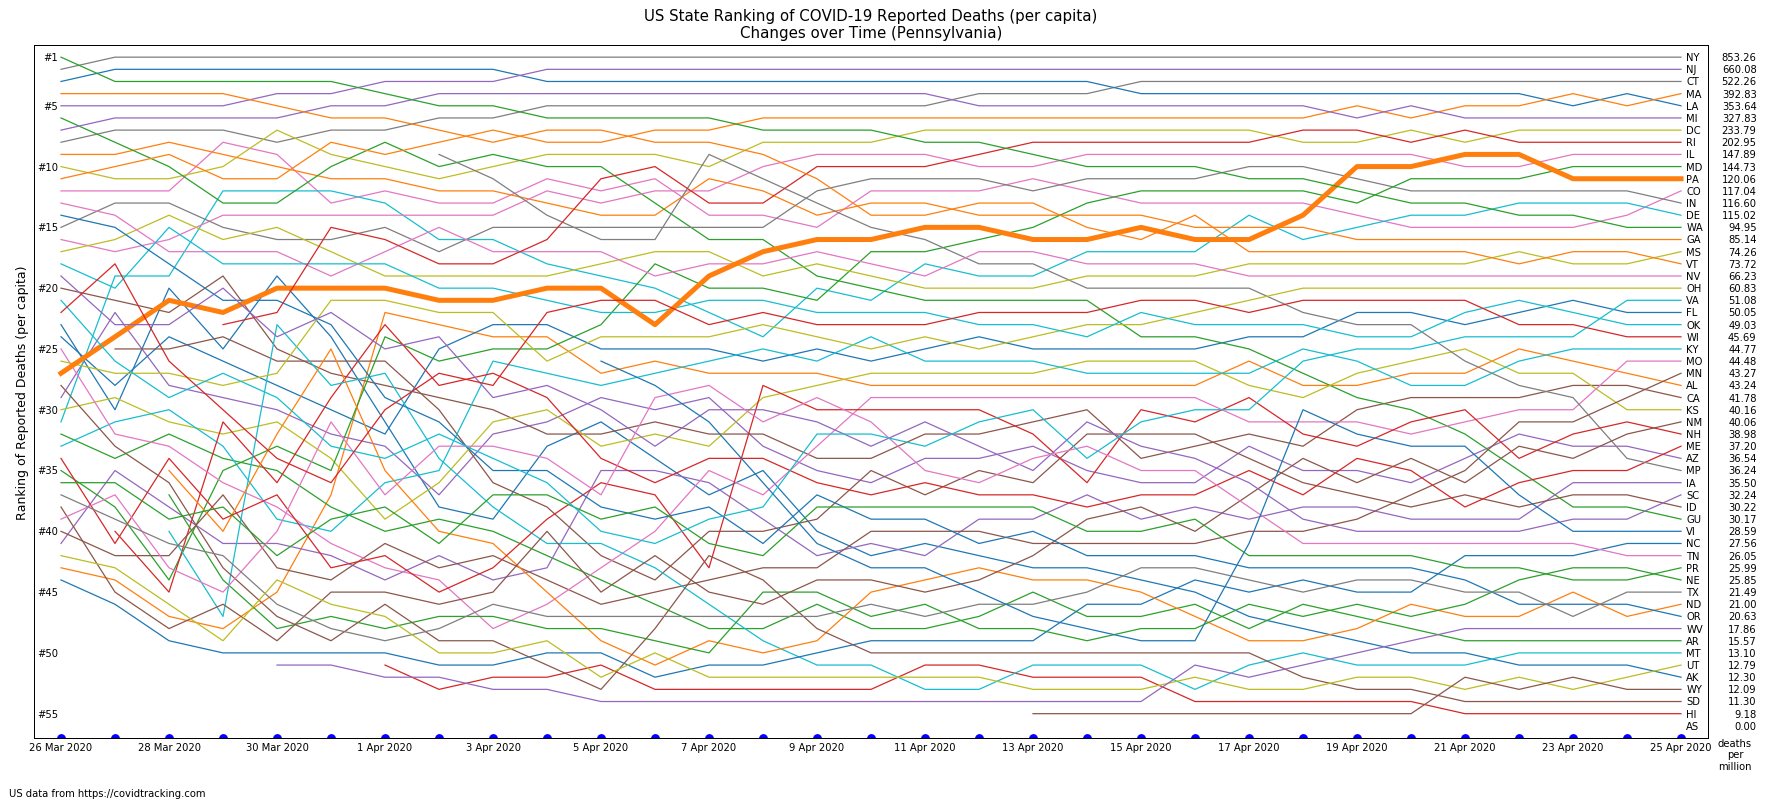 US State Ranking of COVID-19 Reported Deaths (per capita)
Changes over Time (Pennsylvania)
Ranking of Reported Deaths (per capita)
#1
#5
#10
#15
#20
#25
#30
#35
#40
#45
#50
#55
NY 853.26
NJ 660.08
CT 522.26
MA 392.83
LA 353.64
MI 327.83
DC 233.79
RI 202.95
IL 147.89
MD 144.73
PA 120.06
CO 117.04
IN 116.60
DE 115.02
WA 94.95
GA 85.14
MS 74.26
VT 73.72
NV 66.23
OH 60.83
VA 51.08
FL 50.05
OK 49.03
WI 45.69
KY 44.77
MO 44.48
MN 43.27
AL 43.24
CA 41.78
KS 40.16
NM 40.06
NH 38.98
ME 37.20
AZ 36.54
MP 36.24
IA 35.50
SC 32.24
ID 30.22
GU 30.17
VI 28.59
NC 27.56
TN 26.05
PR 25.99
NE 25.85
TX 21.49
ND 21.00
OR 20.63
WV 17.86
AR 15.57
MT 13.10
UT 12.79
AK 12.30
WY 12.09
SD 11.30
HI 9.18
AS 0.00
26 Mar 2020 28 Mar 2020 30 Mar 2020 1 Apr 2020 3 Apr 2020 5 Apr 2020 7 Apr 2020 9 Apr 2020 11 Apr 2020 13 Apr 2020 15 Apr 2020 17 Apr 2020 19 Apr 2020 21 Apr 2020 23 Apr 2020 25 Apr 2020
deaths
per
million
US data from https://covidtracking.com